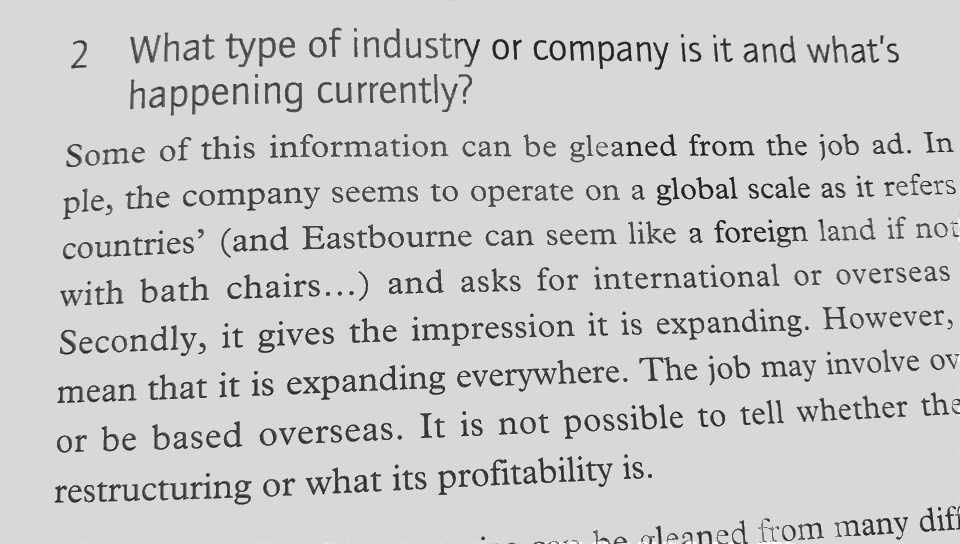 2 What type of industry or company is it and what's
happening currently?
Some of this information can be gleaned from the job ad. In
ple, the company seems to operate on a global scale as it refers
countries’ (and Eastbourne can seem like a foreign land if not
with bath chairs...) and asks for international or overseas
Secondly, it gives the impression it is expanding. However,
mean that it is expanding everywhere. The job may involve ov
or be based overseas. It is not possible to tell whether the
restructuring or what its profitability is.
can be gleaned from many diff